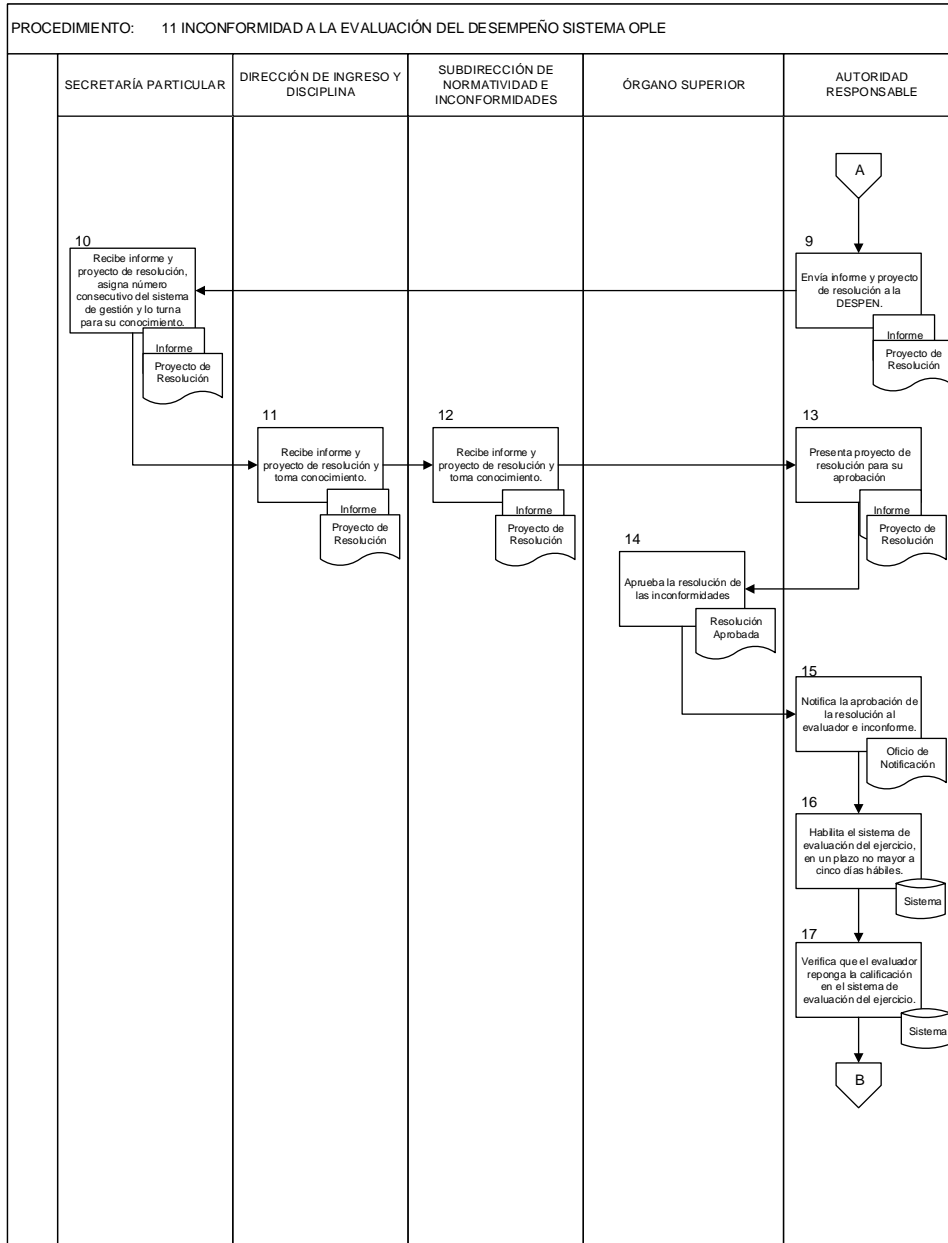 PROCEDIMIENTO: 11 INCONFORMIDAD A LA EVALUACIÓN DEL DESEMPEÑO SISTEMA OPLE
SECRETARÍA PARTICULAR
DIRECCIÓN DE INGRESO Y
DISCIPLINA
SUBDIRECCIÓN DE
NORMATIVIDAD E
INCONFORMIDADES
ÓRGANO SUPERIOR
AUTORIDAD
RESPONSABLE
A
9
Envía informe y proyecto
de resolución a la
DESPEN.
Informe
Proyecto de
Resolución
10
Recibe informe y
proyecto de resolución,
asigna número
consecutivo del sistema
de gestión y lo turna
para su conocimiento.
Informe
Proyecto de
Resolución
11
Recibe informe y
proyecto de resolución y
toma conocimiento.
Informe
Proyecto de
Resolución
12
Recibe informe y
proyecto de resolución y
toma conocimiento.
Informe
Proyecto de
Resolución
13
Presenta proyecto de
resolución para su
aprobación
Informe
Proyecto de
Resolución
14
Aprueba la resolución de
las inconformidades
Resolución
Aprobada
15
Notifica la aprobación de
la resolución al
evaluador e inconforme.
Oficio de
Notificación
16
Habilita el sistema de
evaluación del ejercicio,
en un plazo no mayor a
cinco días hábiles.
Sistema
17
Verifica que el evaluador
reponga la calificación
en el sistema de
evaluación del ejercicio.
Sistema
B